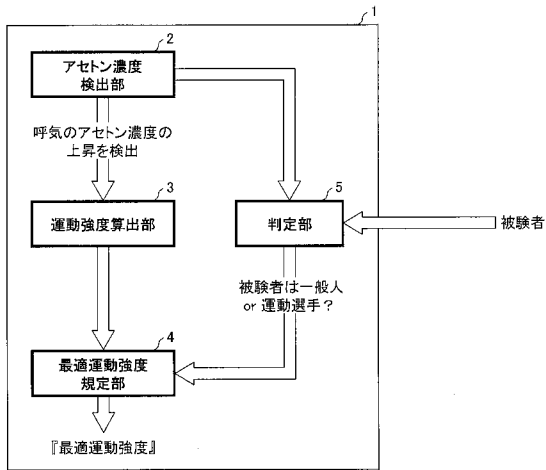 1
2
アセトン濃度
検出部
呼気のアセトン濃度の
上昇を検出
3
運動強度算出部
5
判定部
被験者
被験者は一般人
or 運動選手？
4
最適運動強度
規定部
『最適運動強度』